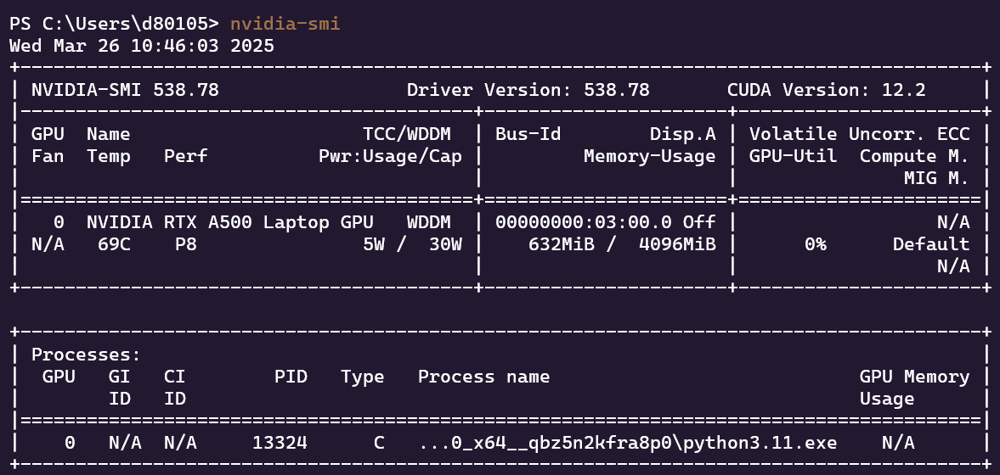 PS C:\Users\d80105> nvidia-smi
Wed Mar 26 10:46:03 2025
+---------------------------------------------------------------------------------------+
| NVIDIA-SMI 538.78                 Driver Version: 538.78       CUDA Version: 12.2     |
|-----------------------------------------+----------------------+----------------------+
| GPU  Name                     TCC/WDDM  | Bus-Id        Disp.A | Volatile Uncorr. ECC |
| Fan  Temp   Perf          Pwr:Usage/Cap |         Memory-Usage | GPU-Util  Compute M. |
|                                         |                      |               MIG M. |
|=========================================+======================+======================|
|   0  NVIDIA RTX A500 Laptop GPU   WDDM  | 00000000:03:00.0 Off |                  N/A |
| N/A   69C    P8               5W /  30W |    632MiB /  4096MiB |      0%      Default |
|                                         |                      |                  N/A |
+-----------------------------------------+----------------------+----------------------+
+---------------------------------------------------------------------------------------+
| Processes:                                                                            |
|  GPU   GI   CI        PID   Type   Process name                            GPU Memory |
|        ID   ID                                                             Usage      |
|=======================================================================================|
|    0   N/A  N/A     13324      C   ...0_x64__qbz5n2kfra8p0\python3.11.exe    N/A      |
+---------------------------------------------------------------------------------------+